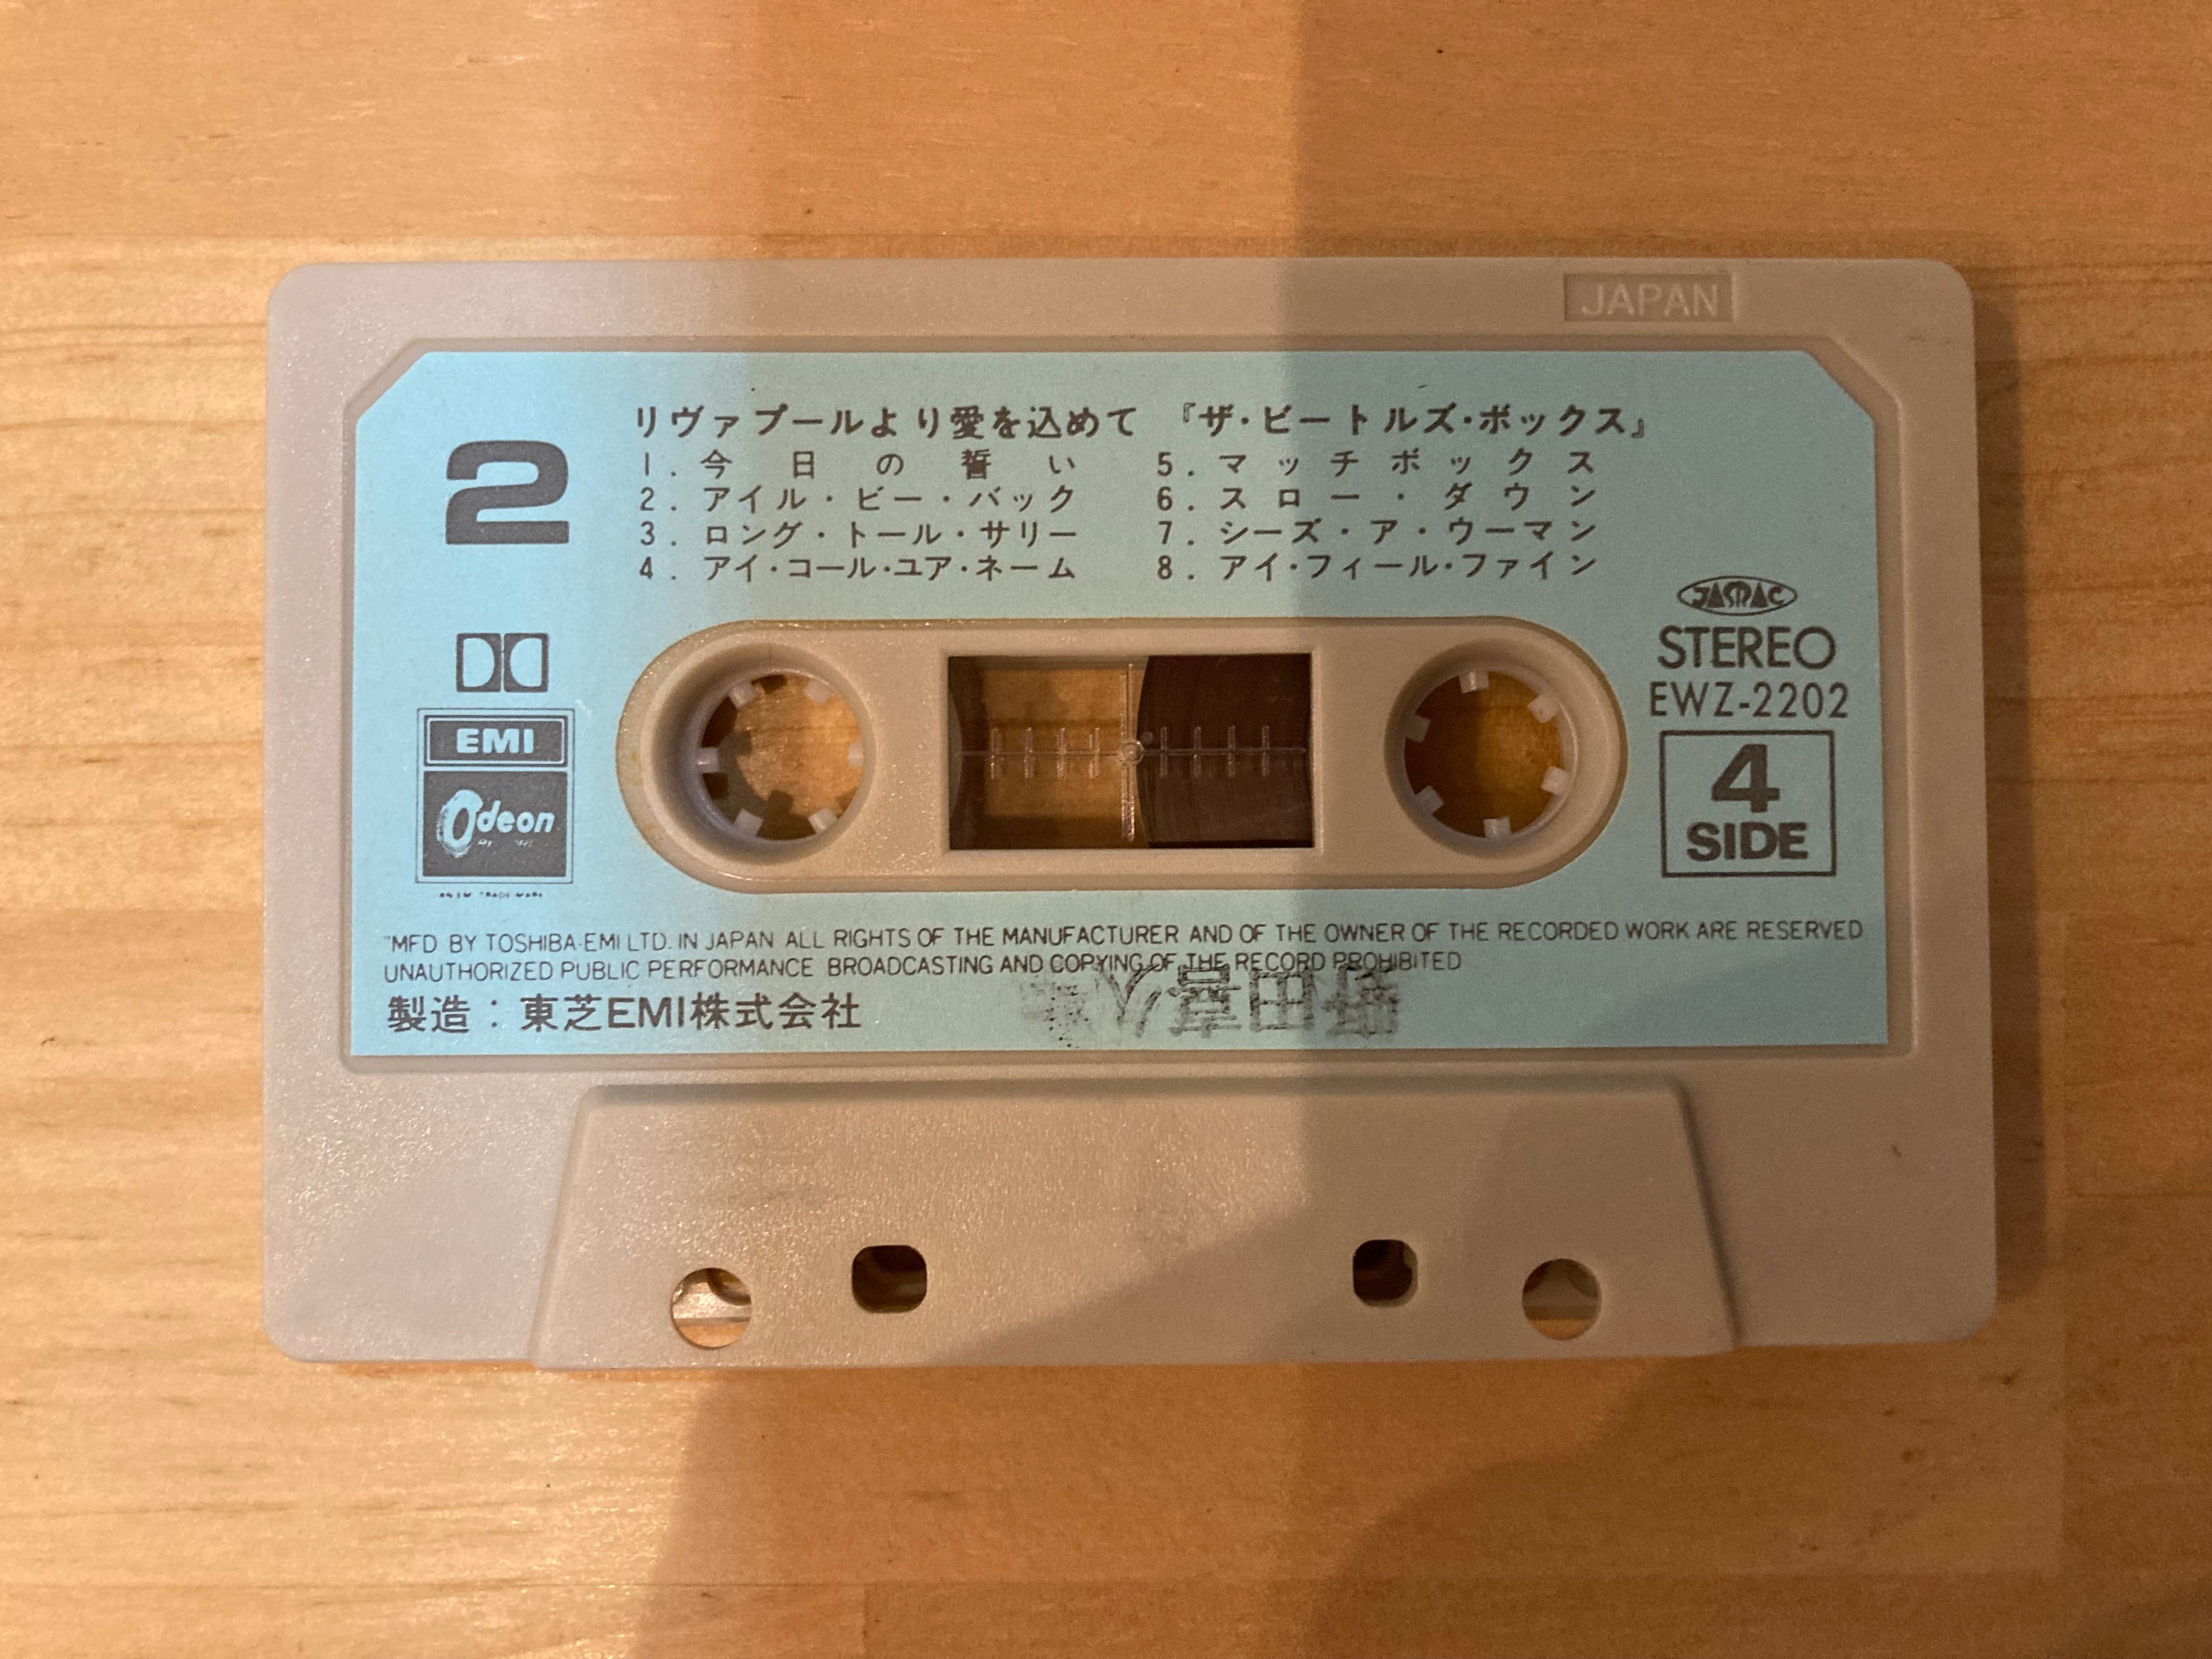 JAPAN
2
リヴァプールより愛を込めて 『ザ・ビートルズ・ボックス』
1. 今日の誓い
2. アイル・ビー・バック
3. ロング・トール・サリー
4. アイ・コール・ユア・ネーム
5. マッチボックス
6. スロー・ダウン
7. シーズ・ア・ウーマン
8. アイ・フィール・ファイン
JASRAC
STEREO
EWZ-2202
4
SIDE
EMI
Odeon
"MFD BY TOSHIBA-EMI LTD. IN JAPAN ALL RIGHTS OF THE MANUFACTURER AND OF THE OWNER OF THE RECORDED WORK ARE RESERVED
UNAUTHORIZED PUBLIC PERFORMANCE BROADCASTING AND COPYING OF THE RECORD PROHIBITED
製造：東芝EMI株式会社